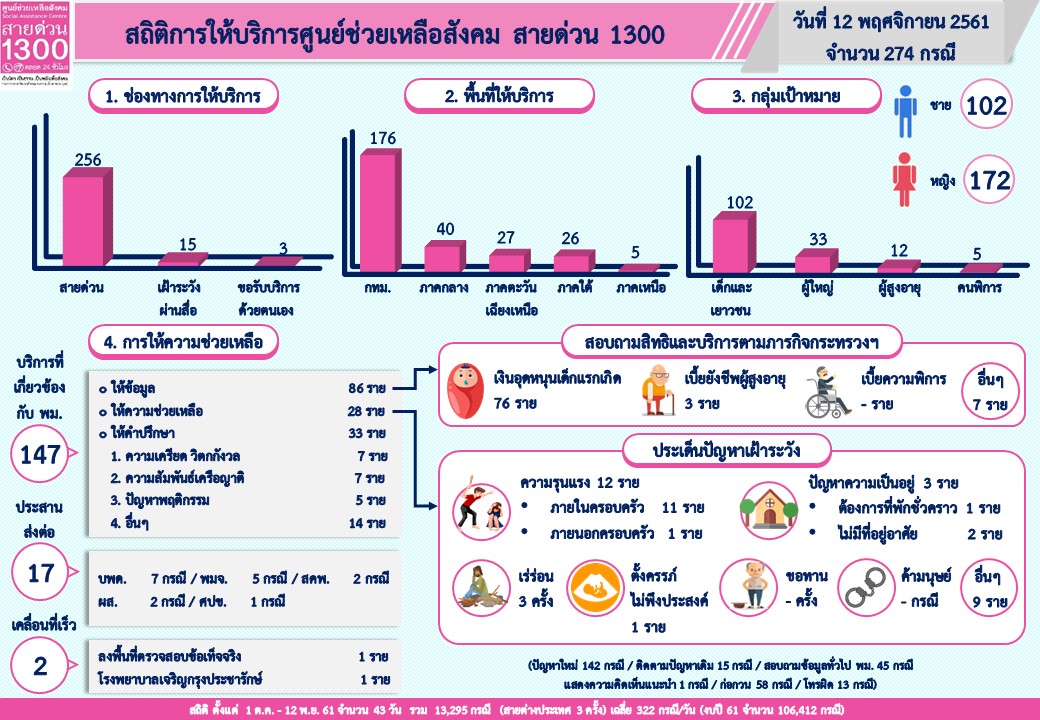 ศูนย์ช่วยเหลือสังคม
Social Assistance Centre
สายด่วน
1300
ตลอด 24 ชั่วโมง
สถิติการให้บริการศูนย์ช่วยเหลือสังคม สายด่วน 1300
วันที่ 12 พฤศจิกายน 2561
จำนวน 274 กรณี
1. ช่องทางการให้บริการ
256
15
3
สายด่วน
เฝ้าระวัง
ผ่านสื่อ
ขอรับบริการ
ด้วยตนเอง
2. พื้นที่ให้บริการ
176
40
27
26
5
กทม.
ภาคกลาง
ภาคตะวัน
เฉียงเหนือ
ภาคใต้
ภาคเหนือ
3. กลุ่มเป้าหมาย
ชาย 102
หญิง 172
102
33
12
5
เด็กและ
เยาวชน
ผู้ใหญ่
ผู้สูงอายุ
คนพิการ
4. การให้ความช่วยเหลือ
บริการที่
เกี่ยวข้อง
กับ พม.
147
o ให้ข้อมูล 86 ราย
o ให้ความช่วยเหลือ 28 ราย
o ให้คำปรึกษา 33 ราย
1. ความเครียด วิตกกังวล 7 ราย
2. ความสัมพันธ์เครือญาติ 7 ราย
3. ปัญหาพฤติกรรม 5 ราย
4. อื่นๆ 14 ราย
ประสาน
ส่งต่อ
17
บพด. 7 กรณี / พมจ. 5 กรณี / สคพ. 2 กรณี
ผส. 2 กรณี / ศปข. 1 กรณี
เคลื่อนที่เร็ว
2
ลงพื้นที่ตรวจสอบข้อเท็จจริง 1 ราย
โรงพยาบาลเจริญกรุงประชารักษ์ 1 ราย
สอบถามสิทธิและบริการตามภารกิจกระทรวงฯ
เงินอุดหนุนเด็กแรกเกิด
76 ราย
เบี้ยยังชีพผู้สูงอายุ
3 ราย
เบี้ยความพิการ
- ราย
อื่นๆ
7 ราย
ประเด็นปัญหาเฝ้าระวัง
ความรุนแรง 12 ราย
• ภายในครอบครัว 11 ราย
• ภายนอกครอบครัว 1 ราย
ปัญหาความเป็นอยู่ 3 ราย
• ต้องการที่พักชั่วคราว 1 ราย
• ไม่มีที่อยู่อาศัย 2 ราย
เร่ร่อน
3 ครั้ง
ตั้งครรภ์
ไม่พึงประสงค์
1 ราย
ขอทาน
- ครั้ง
ค้ามนุษย์
- กรณี
อื่นๆ
9 ราย
(ปัญหาใหม่ 142 กรณี / ติดตามปัญหาเดิม 15 กรณี / สอบถามข้อมูลทั่วไป พม. 45 กรณี
แสดงความคิดเห็นแนะนำ 1 กรณี / ก่อกวน 58 กรณี / โทรผิด 13 กรณี)
สถิติ ตั้งแต่ 1 ต.ค. - 12 พ.ย. 61 จำนวน 43 วัน รวม 13,295 กรณี (สายต่างประเทศ 3 ครั้ง) เฉลี่ย 322 กรณี/วัน (งบปี 61 จำนวน 106,412 กรณี)